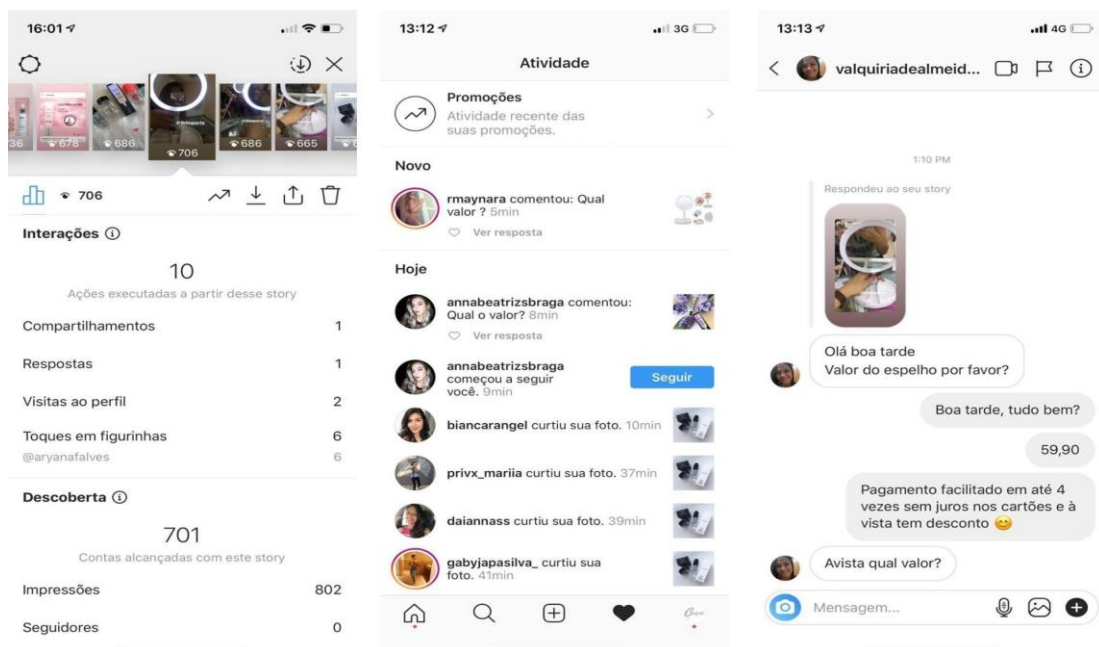 16:01
36
678
686
706
686
665
706
Interações
10
Ações executadas a partir desse story
Compartilhamentos 1
Respostas 1
Visitas ao perfil 2
Toques em figurinhas 6
@aryanafalves 6
Descoberta
701
Contas alcançadas com este story
Impressões 802
Seguidores 0
13:12 3G
Atividade
Promoções
Atividade recente das
suas promoções.
Novo
rmaynara comentou: Qual
valor ? 5min
Ver resposta
Hoje
annabeatrizsbraga comentou:
Qual o valor? 8min
Ver resposta
annabeatrizsbraga
começou a seguir
você. 9min
Seguir
biancarangel curtiu sua foto. 10min
privx_mariia curtiu sua foto. 37min
daiannass curtiu sua foto. 39min
gabyjapasilva_ curtiu sua
foto. 41min
13:13 4G
valquiriadealmeid...
1:10 PM
Respondeu ao seu story
Olá boa tarde
Valor do espelho por favor?
Boa tarde, tudo bem?
59,90
Pagamento facilitado em até 4
vezes sem juros nos cartões e à
vista tem desconto 😊
Avista qual valor?
Mensagem...